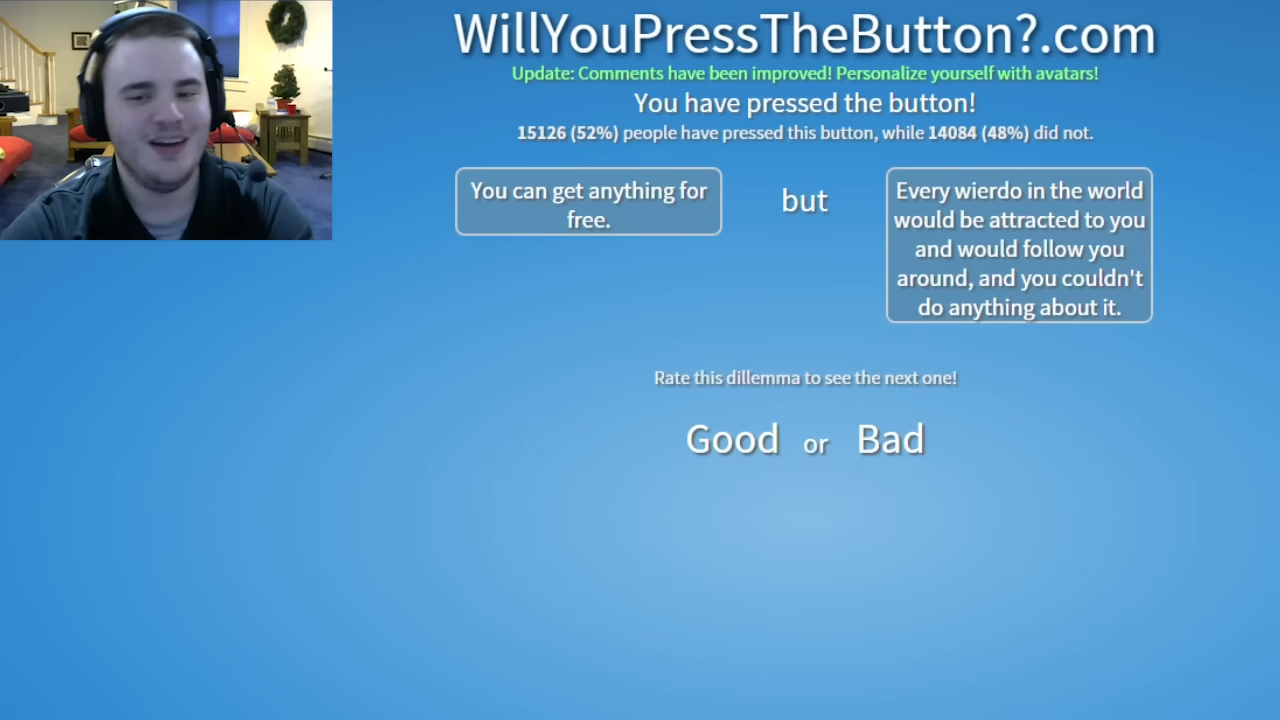 WillYouPressTheButton?.com
Update: Comments have been improved! Personalize yourself with avatars!
You have pressed the button!
15126 (52%) people have pressed this button, while 14084 (48%) did not.
You can get anything for
free.
but
Every wierdo in the world
would be attracted to you
and would follow you
around, and you couldn't
do anything about it.
Rate this dillemma to see the next one!
Good or Bad